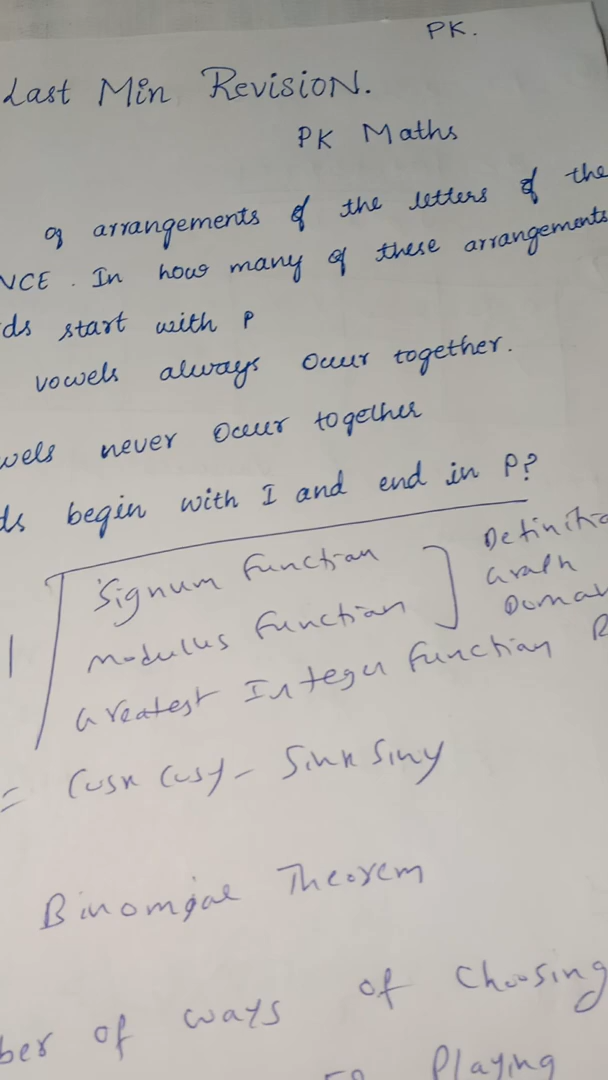 PK.
Last Min Revision.
PK Maths
of arrangements of the letters of the
NCE. In how many of these arrangements
ds start with P
vowels always occur together.
wels never occur together
ds begin with I and end in P?
Signum Function
Modulus Function
Definitio
Graph
Domai
Greatest Integer Function R
= Cosx Cosy - Sinx Siny
Binomial Theorem
ber of ways of Choosing
52 Playing